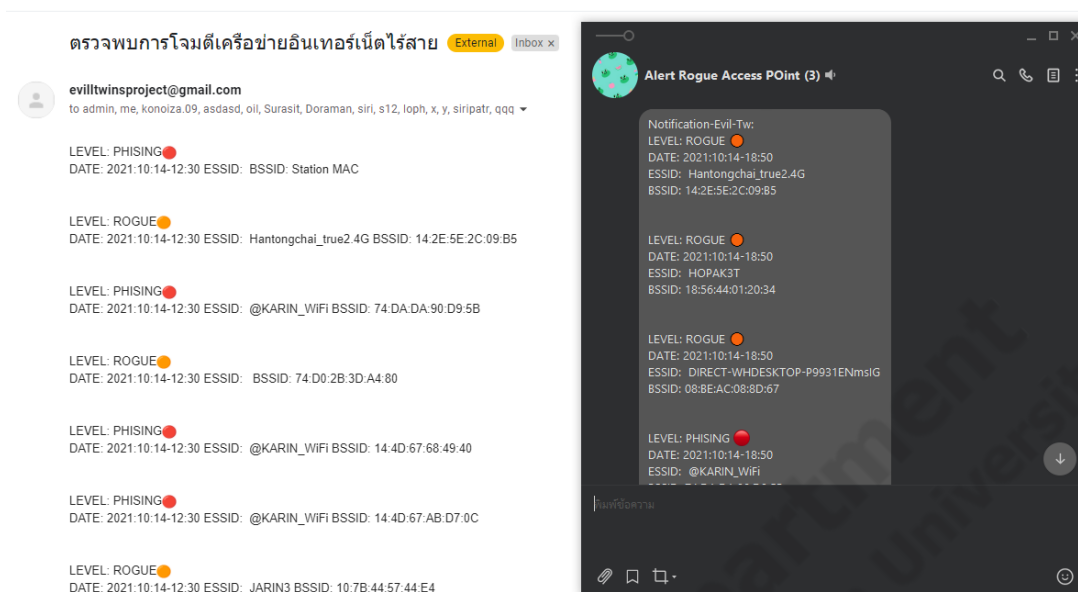 ตรวจพบการโจมตีเครือข่ายอินเทอร์เน็ตไร้สาย External Inbox x
evilltwinsproject@gmail.com
to admin, me, konoiza.09, asdasd, oil, Surasit, Doraman, siri, s12, loph, x, y, siripatr, qqq
LEVEL: PHISING🔴
DATE: 2021:10:14-12:30 ESSID: BSSID: Station MAC
LEVEL: ROGUE🟠
DATE: 2021:10:14-12:30 ESSID: Hantongchai_true2.4G BSSID: 14:2E:5E:2C:09:B5
LEVEL: PHISING🔴
DATE: 2021:10:14-12:30 ESSID: @KARIN_WiFi BSSID: 74:DA:DA:90:D9:5B
LEVEL: ROGUE🟠
DATE: 2021:10:14-12:30 ESSID: BSSID: 74:D0:2B:3D:A4:80
LEVEL: PHISING🔴
DATE: 2021:10:14-12:30 ESSID: @KARIN_WiFi BSSID: 14:4D:67:68:49:40
LEVEL: PHISING🔴
DATE: 2021:10:14-12:30 ESSID: @KARIN_WiFi BSSID: 14:4D:67:AB:D7:0C
LEVEL: ROGUE🟠
DATE: 2021:10:14-12:30 ESSID: JARIN3 BSSID: 10:7B:44:57:44:E4
Alert Rogue Access POint (3)
Notification-Evil-Tw:
LEVEL: ROGUE 🟠
DATE: 2021:10:14-18:50
ESSID: Hantongchai_true2.4G
BSSID: 14:2E:5E:2C:09:B5
LEVEL: ROGUE 🟠
DATE: 2021:10:14-18:50
ESSID: HOPAK3T
BSSID: 18:56:44:01:20:34
LEVEL: ROGUE 🟠
DATE: 2021:10:14-18:50
ESSID: DIRECT-WHDESKTOP-P9931ENmsIG
BSSID: 08:BE:AC:08:8D:67
LEVEL: PHISING 🔴
DATE: 2021:10:14-18:50
ESSID: @KARIN_WiFi
พิมพ์ข้อความ